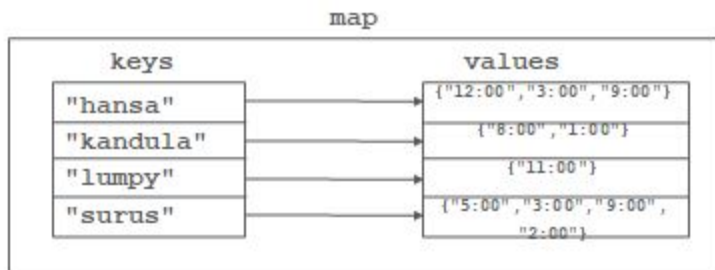 map
keys values
"hansa" {"12:00","3:00","9:00"}
"kandula" {"8:00","1:00"}
"lumpy" {"11:00"}
"surus" {"5:00","3:00","9:00",
"2:00"}